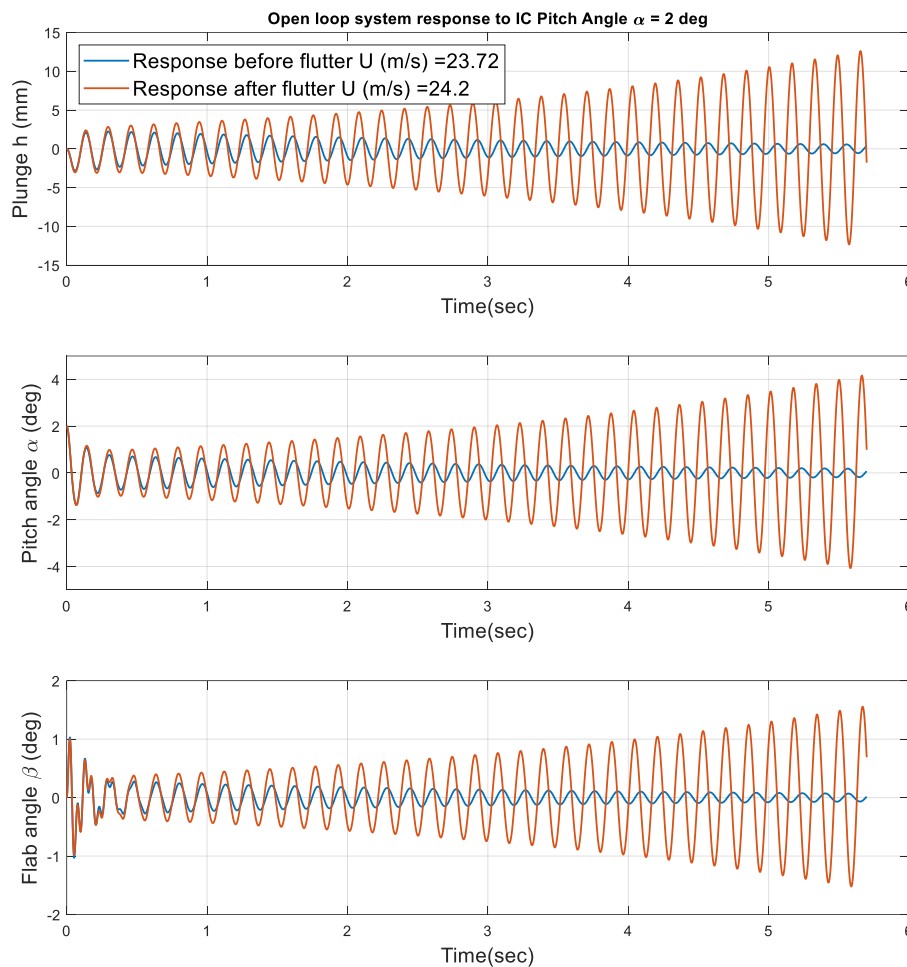 Open loop system response to IC Pitch Angle α = 2 deg
15
10
5
0
-5
-10
-15
Plunge h (mm)
Response before flutter U (m/s) =23.72
Response after flutter U (m/s) =24.2
0 1 2 3 4 5 6
Time(sec)
4
2
0
-2
-4
Pitch angle α (deg)
0 1 2 3 4 5 6
Time(sec)
2
1
0
-1
-2
Flab angle β (deg)
0 1 2 3 4 5 6
Time(sec)